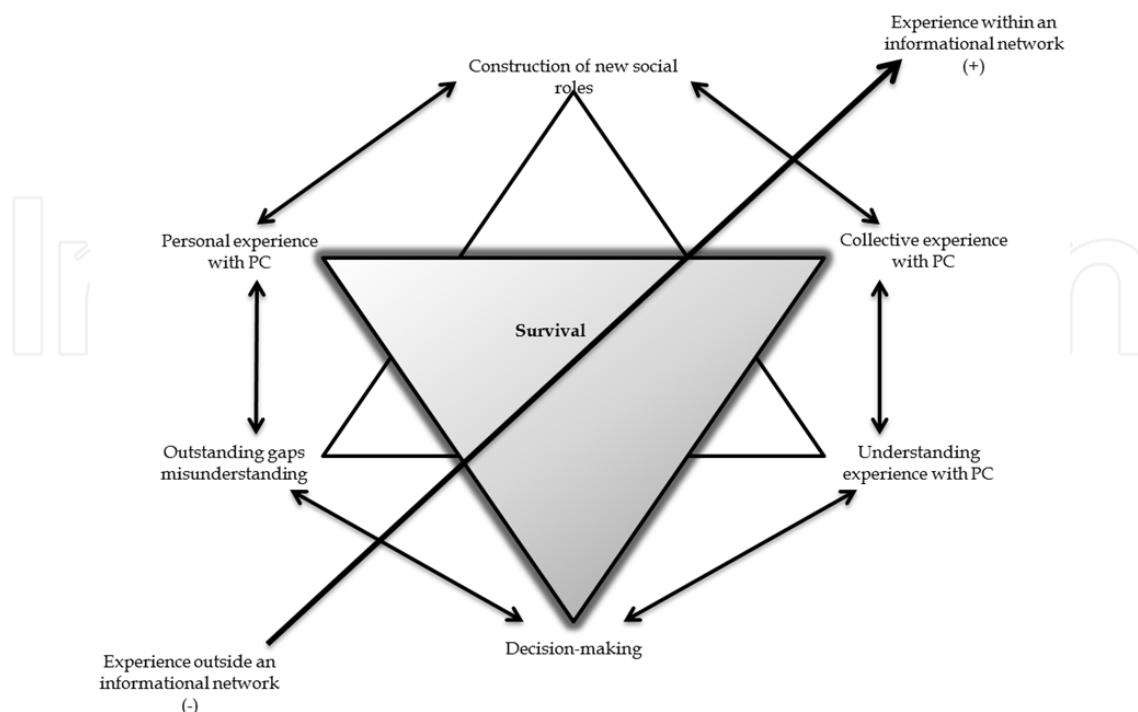 Experience within an
informational network
(+)
Construction of new social
roles
Personal experience
with PC
Collective experience
with PC
Survival
Outstanding gaps
misunderstanding
Understanding
experience with PC
Decision-making
Experience outside an
informational network
(-)